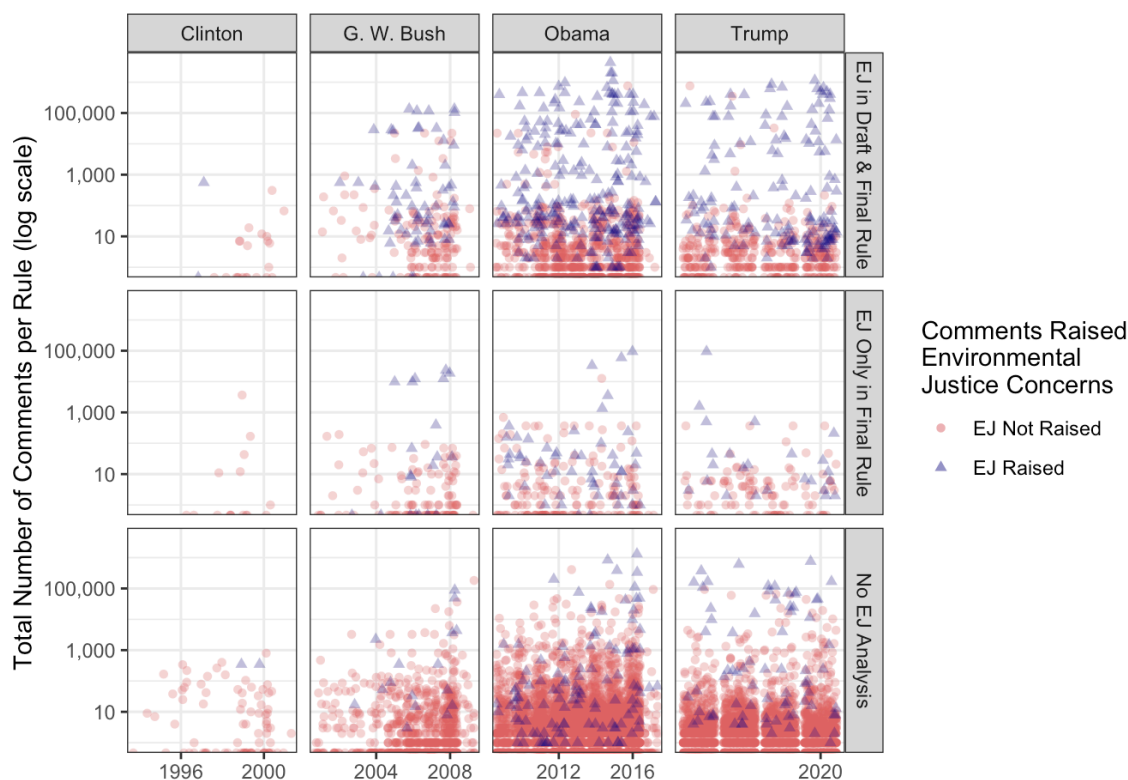 Clinton
G. W. Bush
Obama
Trump
Total Number of Comments per Rule (log scale)
100,000
1,000
10
EJ in Draft & Final Rule
100,000
1,000
10
EJ Only in Final Rule
100,000
1,000
10
No EJ Analysis
1996
2000
2004
2008
2012
2016
2020
Comments Raised
Environmental
Justice Concerns
EJ Not Raised
EJ Raised